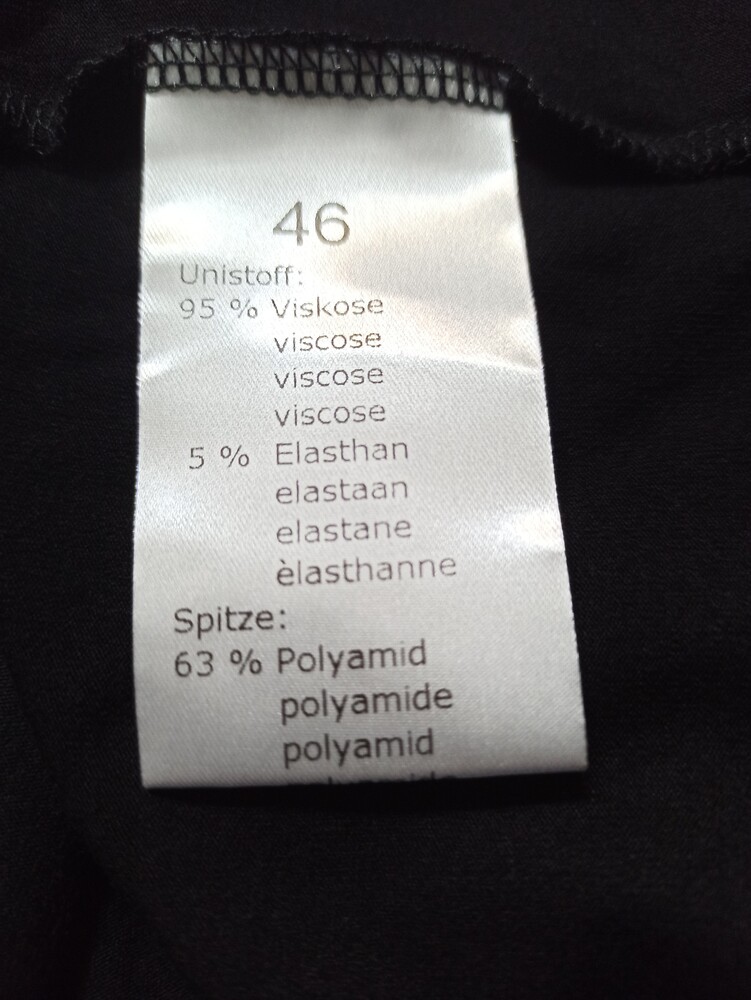 46
Unistoff:
95 % Viskose
viscose
viscose
viscose
5 % Elasthan
elastaan
elastane
èlasthanne
Spitze:
63 % Polyamid
polyamide
polyamid